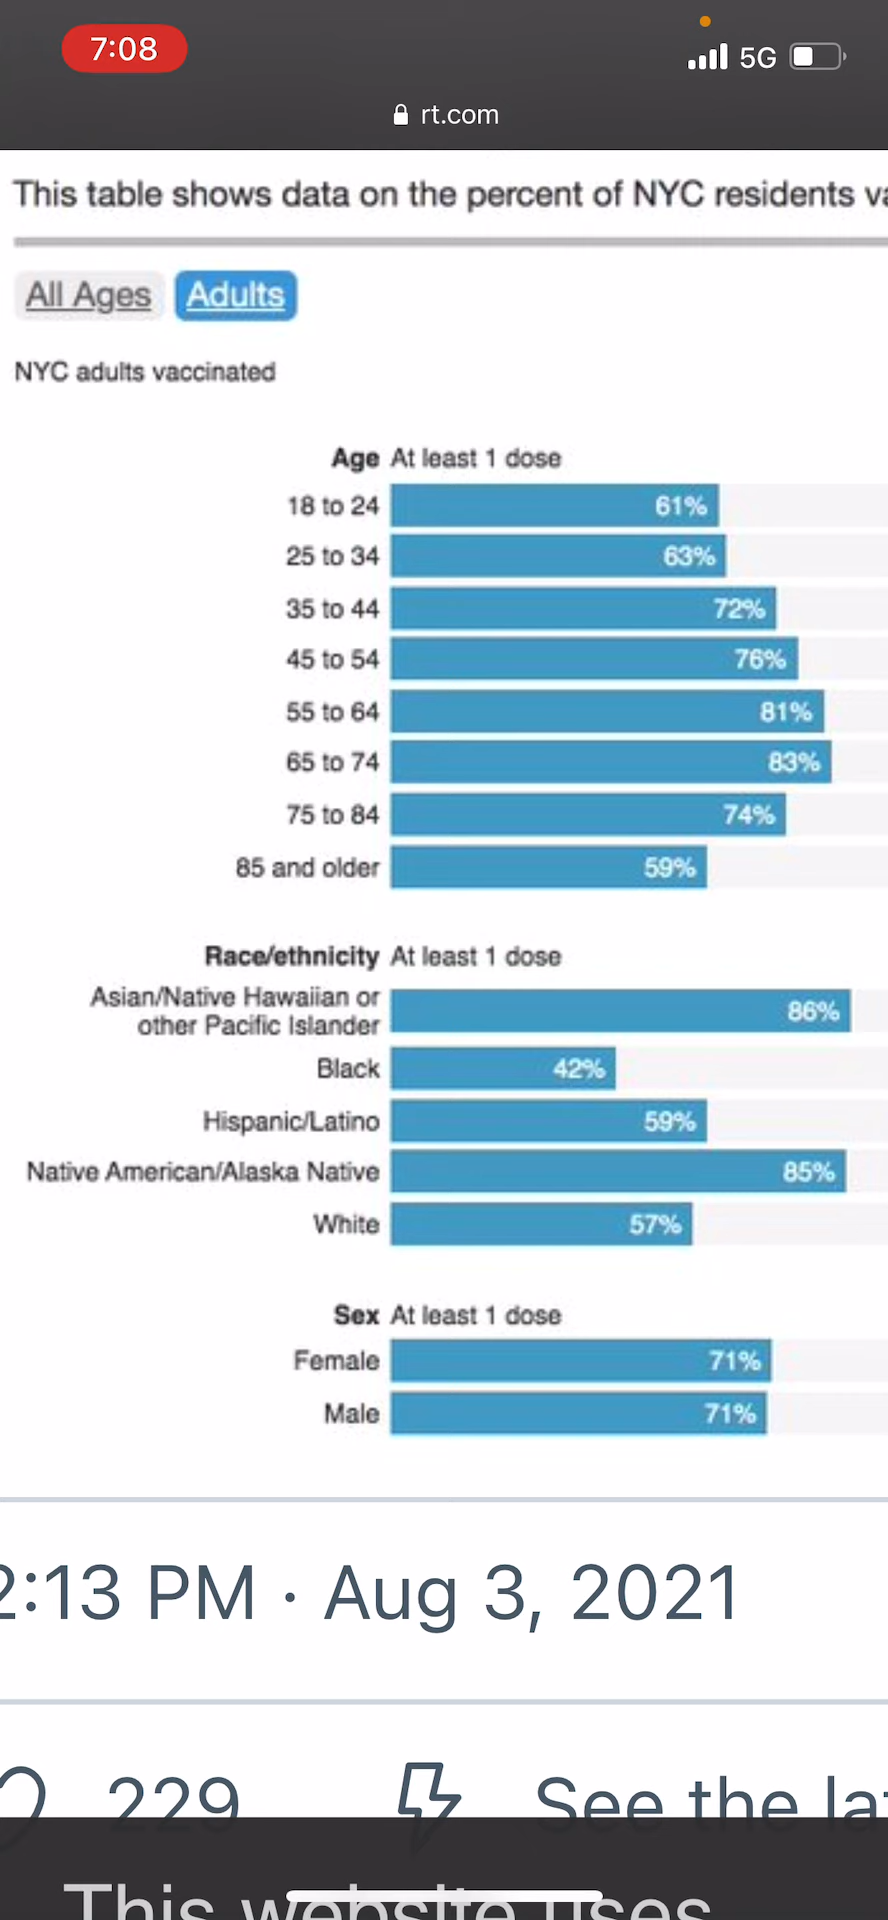 7:08
5G
rt.com
This table shows data on the percent of NYC residents va
All Ages Adults
NYC adults vaccinated
Age At least 1 dose
18 to 24 61%
25 to 34 63%
35 to 44 72%
45 to 54 76%
55 to 64 81%
65 to 74 83%
75 to 84 74%
85 and older 59%
Race/ethnicity At least 1 dose
Asian/Native Hawaiian or
other Pacific Islander 86%
Black 42%
Hispanic/Latino 59%
Native American/Alaska Native 85%
White 57%
Sex At least 1 dose
Female 71%
Male 71%
2:13 PM · Aug 3, 2021
229 See the la
This website uses